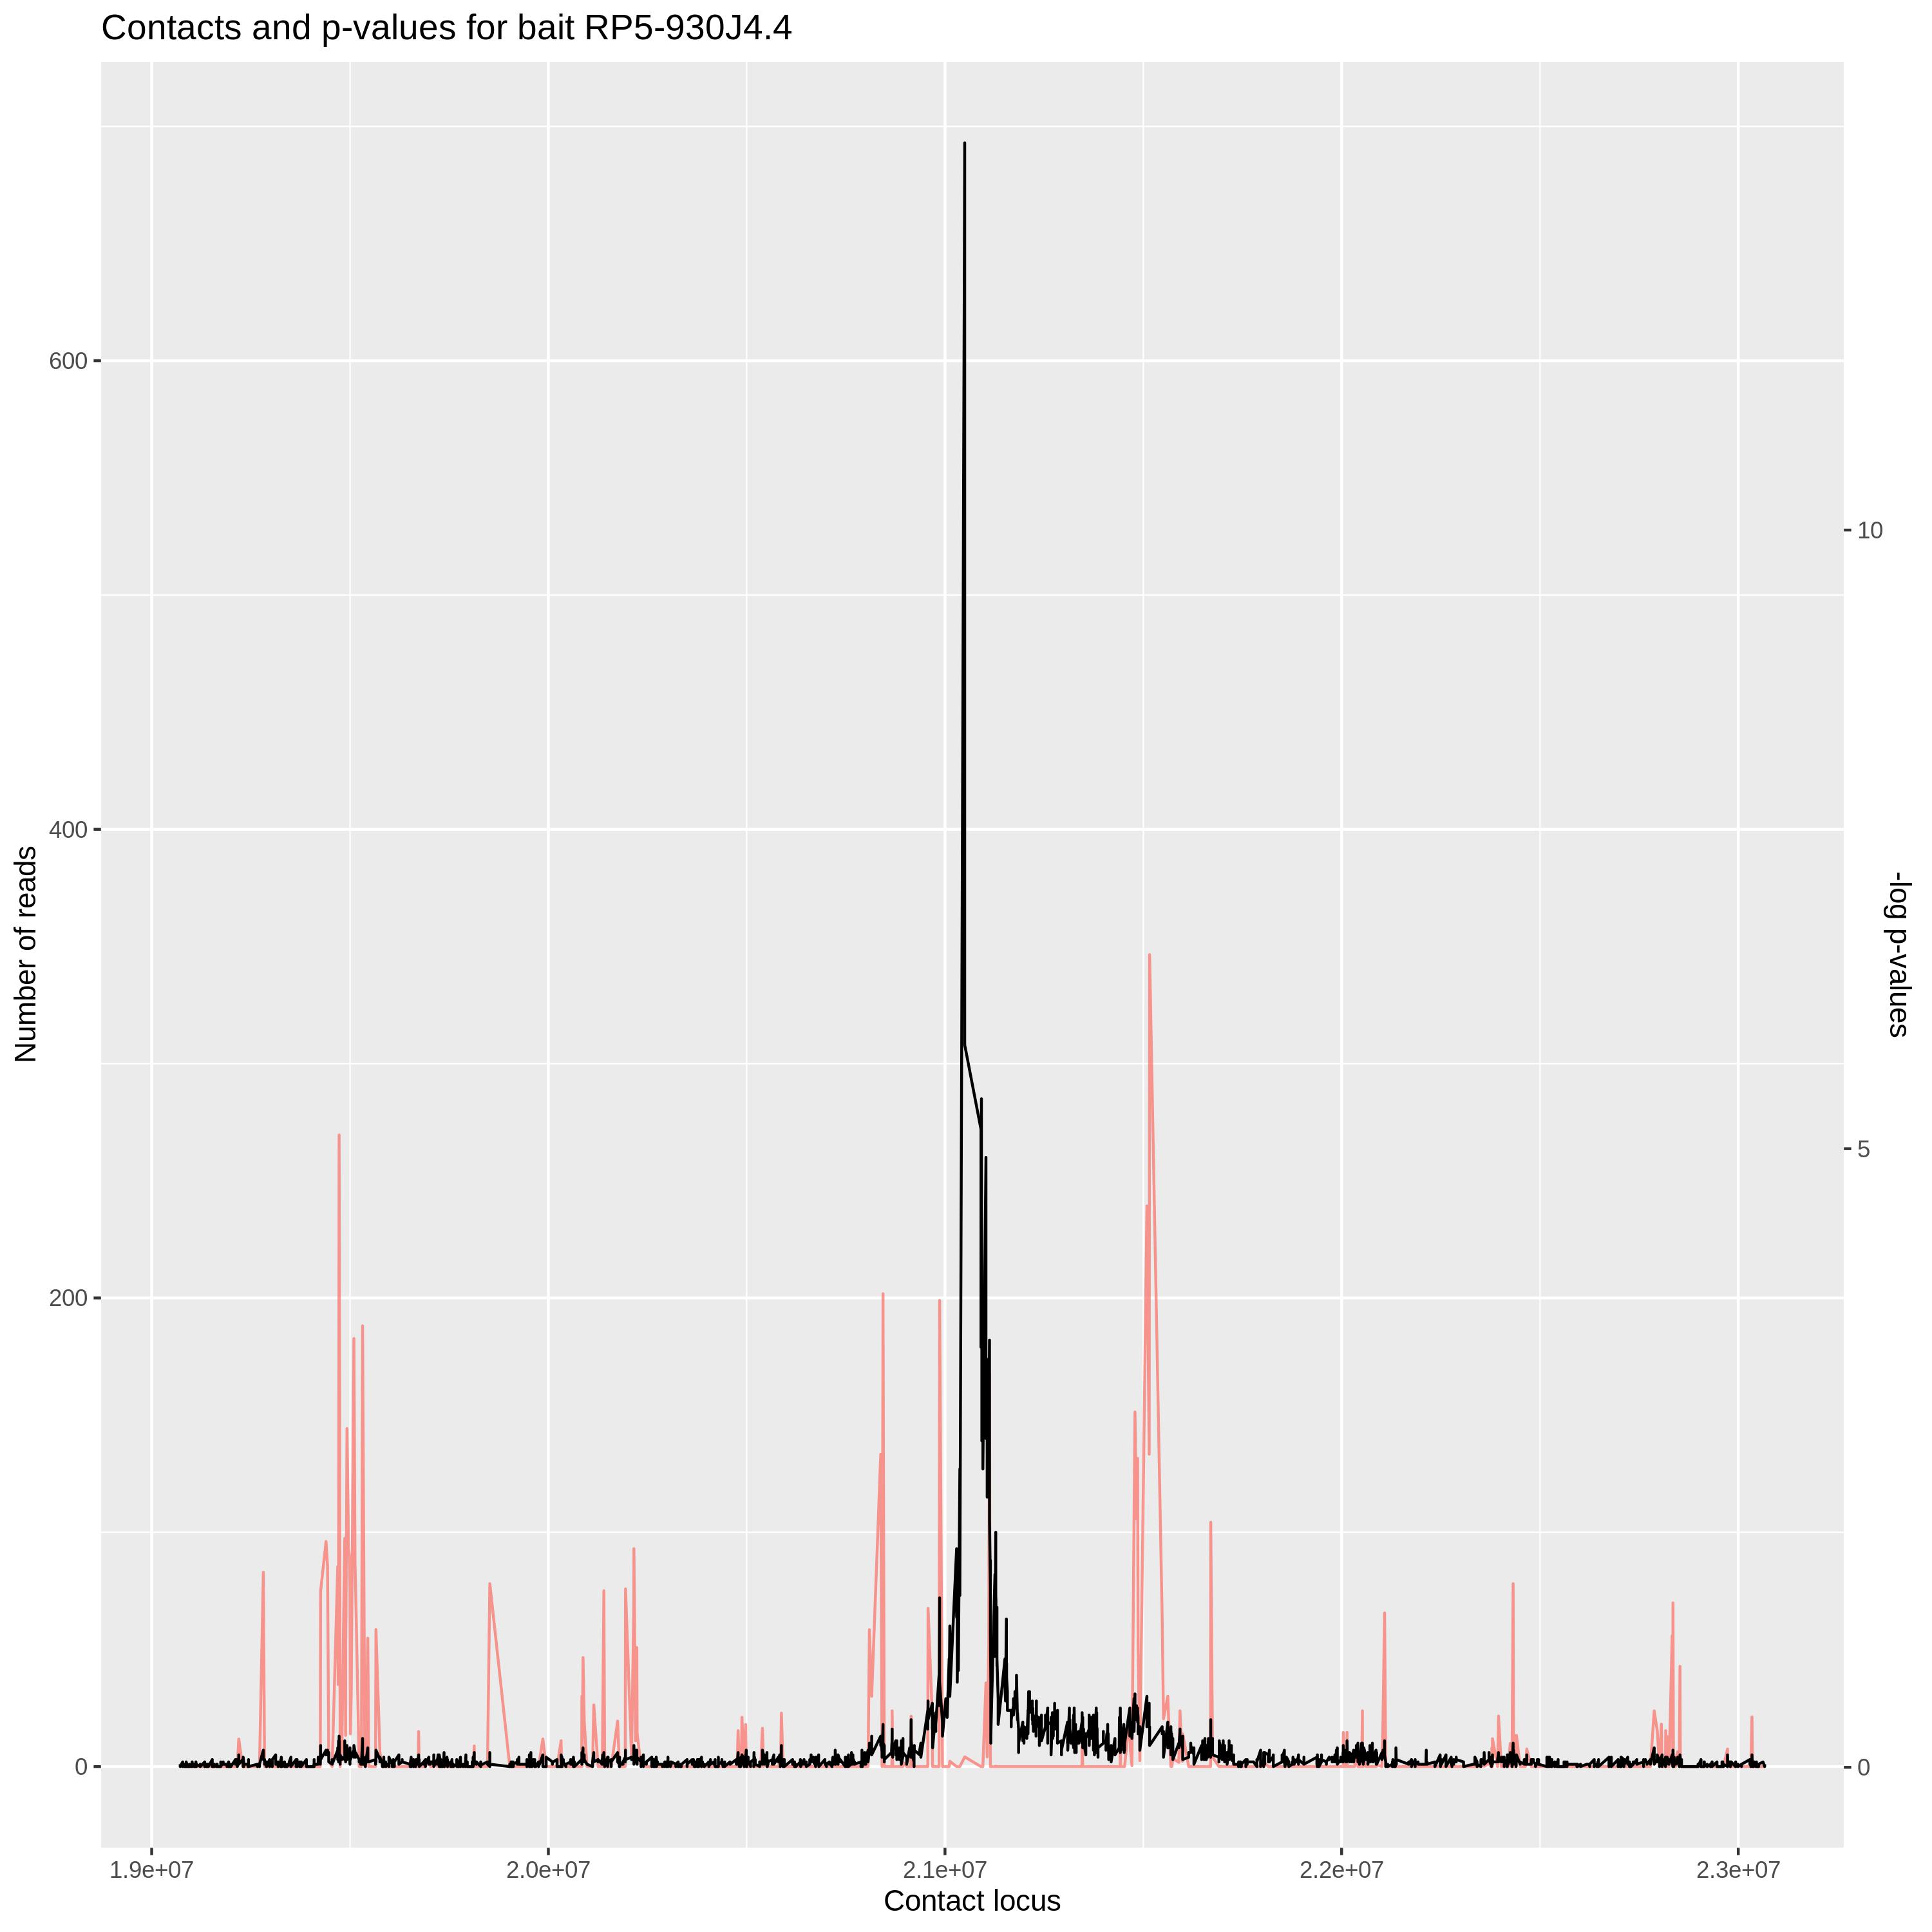 Contacts and p-values for bait RP5-930J4.4
600
400
200
0
Number of reads
10
5
0
-log p-values
1.9e+07
2.0e+07
2.1e+07
2.2e+07
2.3e+07
Contact locus